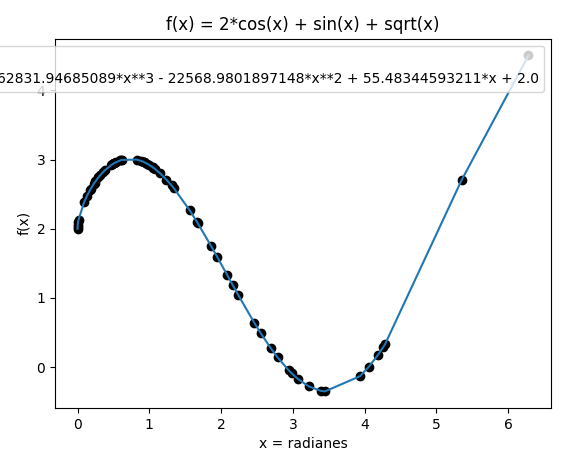 f(x) = 2*cos(x) + sin(x) + sqrt(x)
62831.94685089*x**3 - 22568.9801897148*x**2 + 55.48344593211*x + 2.0
4
3
2
1
0
f(x)
0 1 2 3 4 5 6
x = radianes